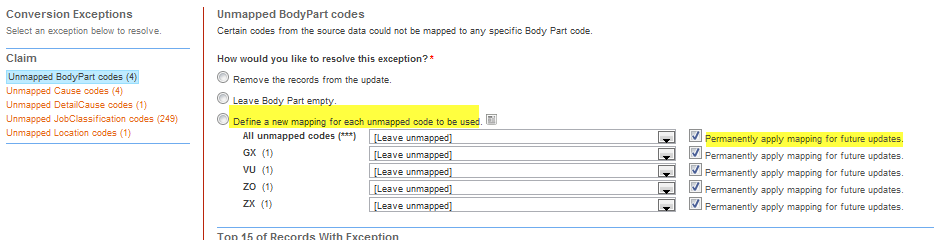 Conversion Exceptions
Select an exception below to resolve.
Claim
Unmapped BodyPart codes (4)
Unmapped Cause codes (4)
Unmapped DetailCause codes (1)
Unmapped JobClassification codes (249)
Unmapped Location codes (1)
Unmapped BodyPart codes
Certain codes from the source data could not be mapped to any specific Body Part code.
How would you like to resolve this exception?*
Remove the records from the update.
Leave Body Part empty.
Define a new mapping for each unmapped code to be used.
All unmapped codes (***) [Leave unmapped] Permanently apply mapping for future updates.
GX (1) [Leave unmapped] Permanently apply mapping for future updates.
VU (1) [Leave unmapped] Permanently apply mapping for future updates.
ZO (1) [Leave unmapped] Permanently apply mapping for future updates.
ZX (1) [Leave unmapped] Permanently apply mapping for future updates.
Top 15 of Records With Exception